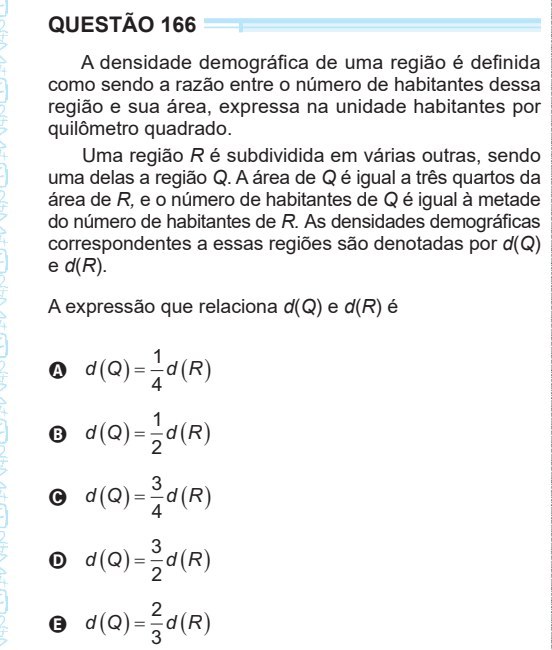 QUESTÃO 166
A densidade demográfica de uma região é definida
como sendo a razão entre o número de habitantes dessa
região e sua área, expressa na unidade habitantes por
quilômetro quadrado.
Uma região R é subdividida em várias outras, sendo
uma delas a região Q. A área de Q é igual a três quartos da
área de R, e o número de habitantes de Q é igual à metade
do número de habitantes de R. As densidades demográficas
correspondentes a essas regiões são denotadas por d(Q)
e d(R).
A expressão que relaciona d(Q) e d(R) é
A d(Q) = 1/4 d(R)
B d(Q) = 1/2 d(R)
C d(Q) = 3/4 d(R)
D d(Q) = 3/2 d(R)
E d(Q) = 2/3 d(R)